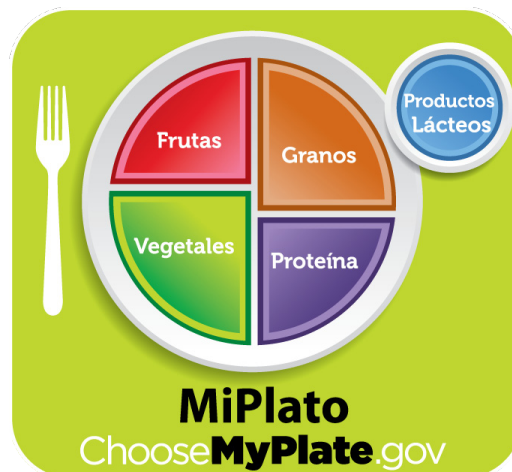 Frutas
Granos
Productos
Lácteos
Vegetales
Proteína
MiPlato
ChooseMyPlate.gov